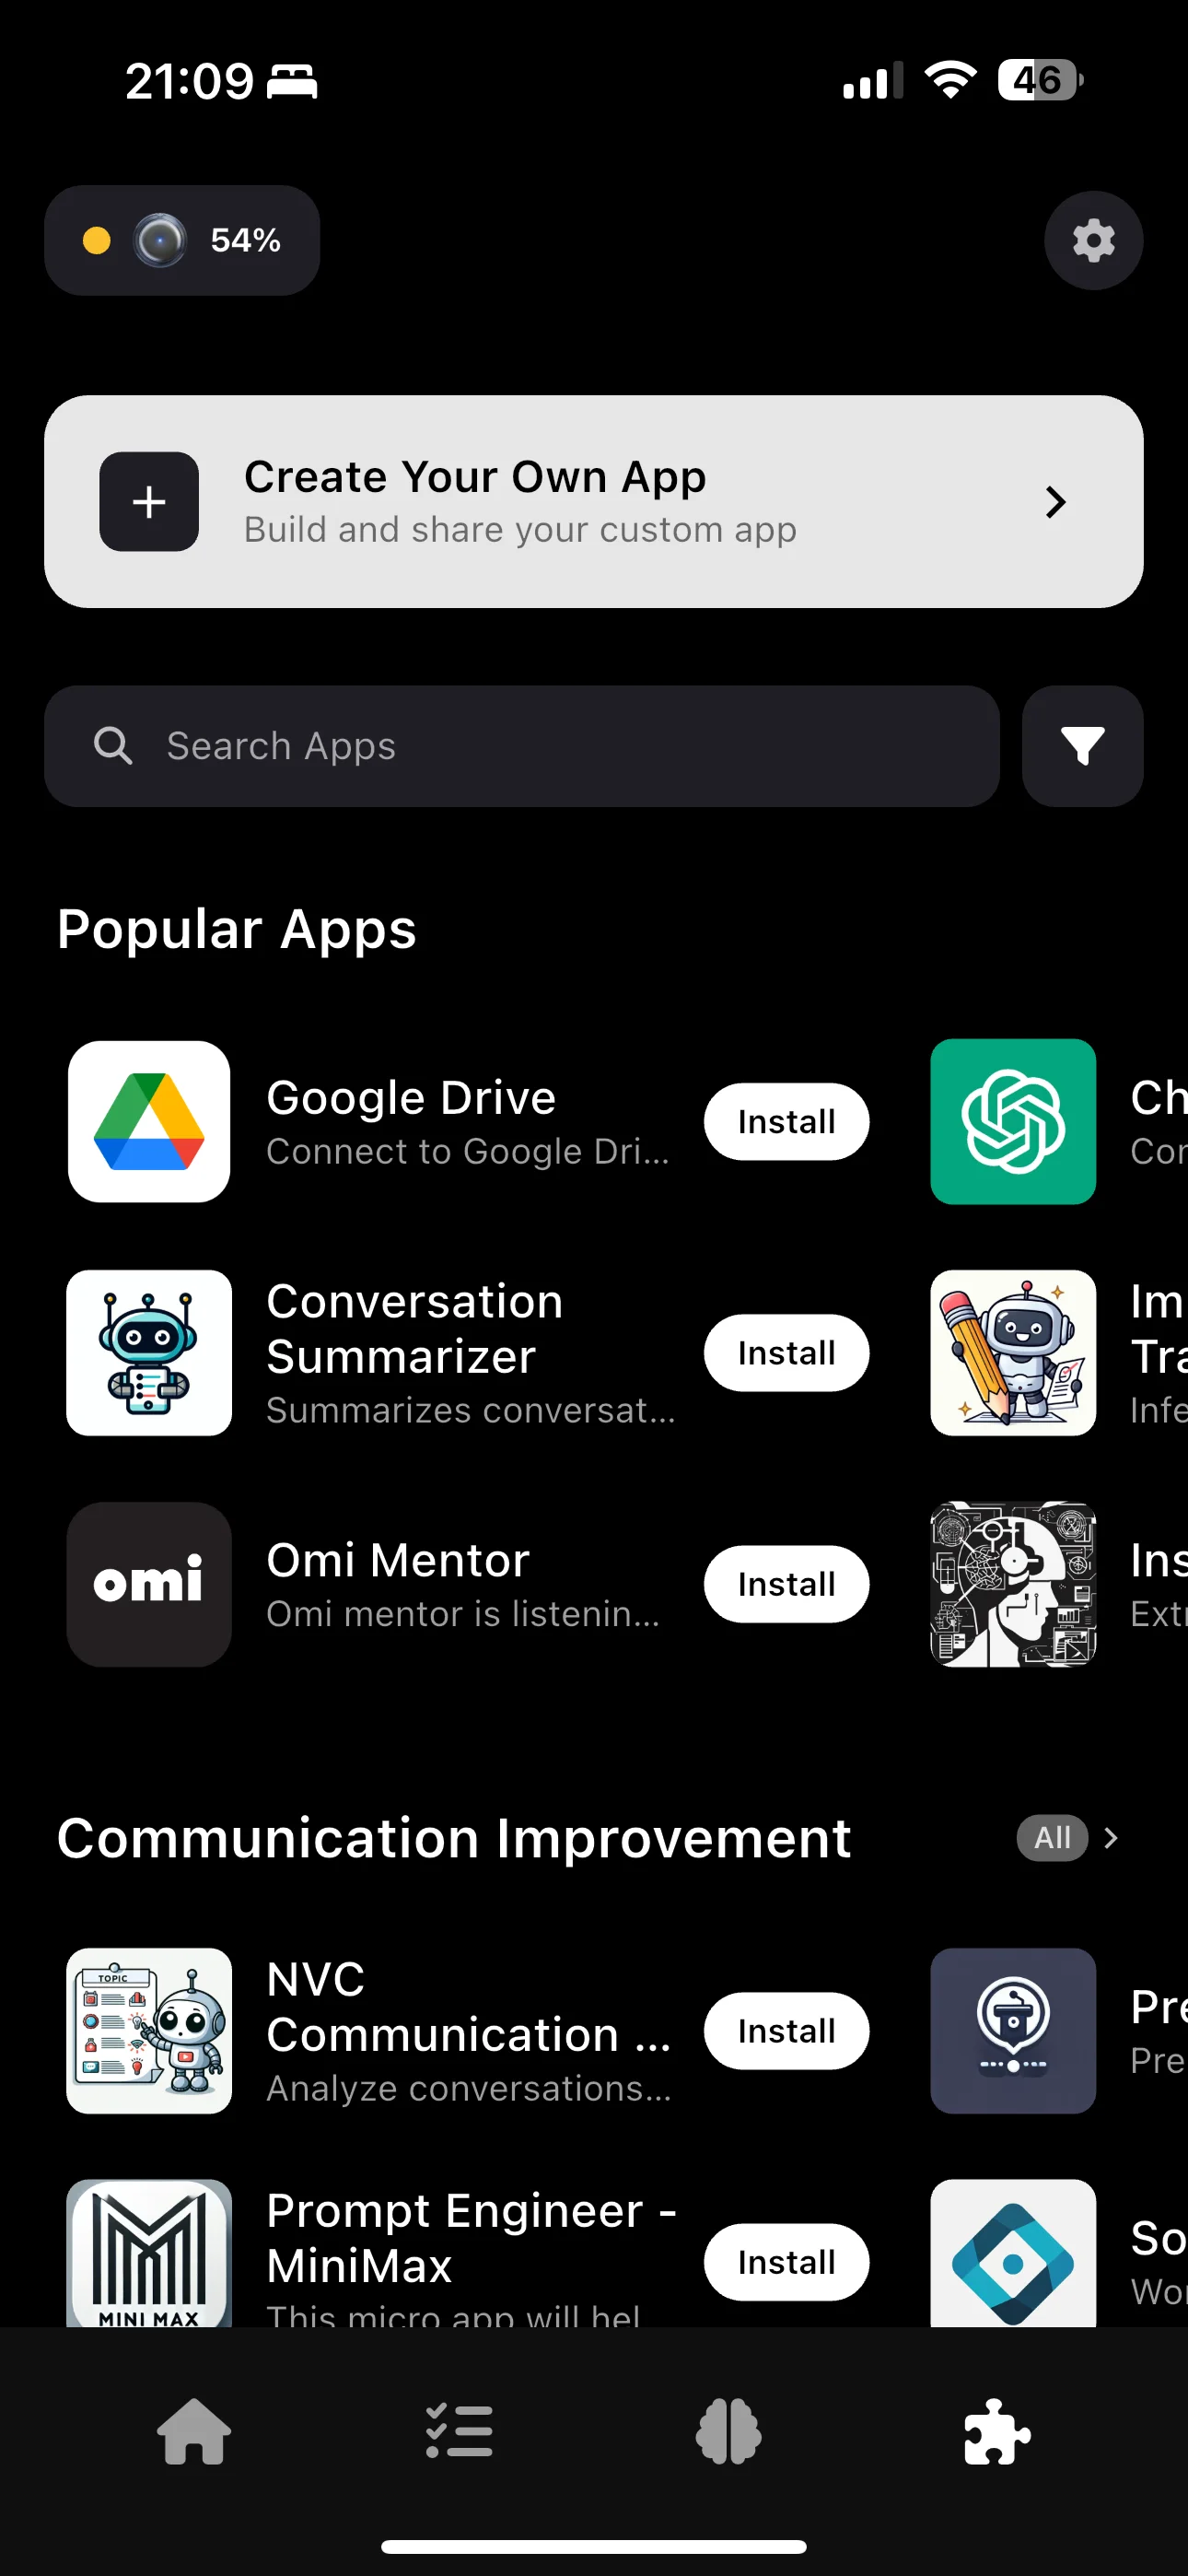 21:09
46
54%
Create Your Own App
Build and share your custom app
Search Apps
Popular Apps
Google Drive
Connect to Google Dri...
Install
Ch
Cor
Conversation
Summarizer
Summarizes conversat...
Install
Im
Tra
Infe
omi
Omi Mentor
Omi mentor is listenin...
Install
Ins
Extr
Communication Improvement
All
TOPIC
NVC
Communication ...
Analyze conversations...
Install
Pre
Pre
MINI MAX
Prompt Engineer -
MiniMax
This micro app will hel
Install
So
Wor